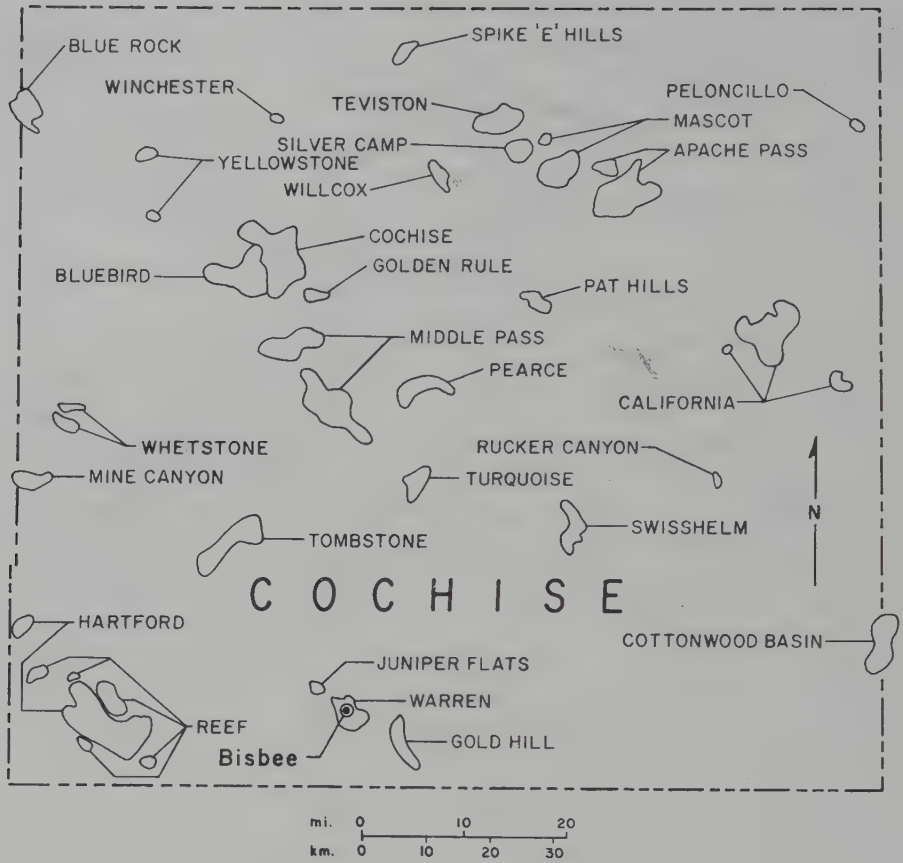 SPIKE 'E' HILLS
BLUE ROCK
WINCHESTER
TEVISTON
PELONCILLO
MASCOT
SILVER CAMP
APACHE PASS
YELLOWSTONE
WILLCOX
COCHISE
GOLDEN RULE
BLUEBIRD
PAT HILLS
MIDDLE PASS
PEARCE
CALIFORNIA
WHETSTONE
RUCKER CANYON
MINE CANYON
TURQUOISE
N
SWISSHELM
TOMBSTONE
COCHISE
HARTFORD
COTTONWOOD BASIN
JUNIPER FLATS
WARREN
REEF
GOLD HILL
Bisbee
mi. 0 10 20
km. 0 10 20 30